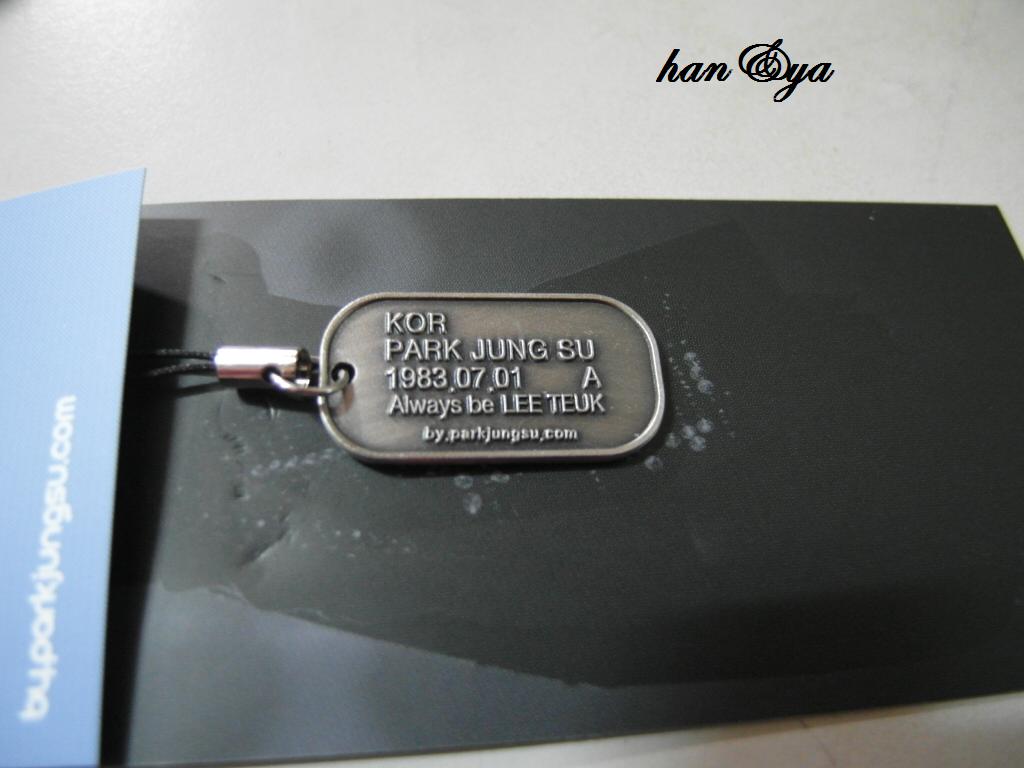 han &ya
KOR
PARK JUNG SU
1983.07.01 A
Always be LEE TEUK
by.parkjungsu.com
by.parkjungsu.com